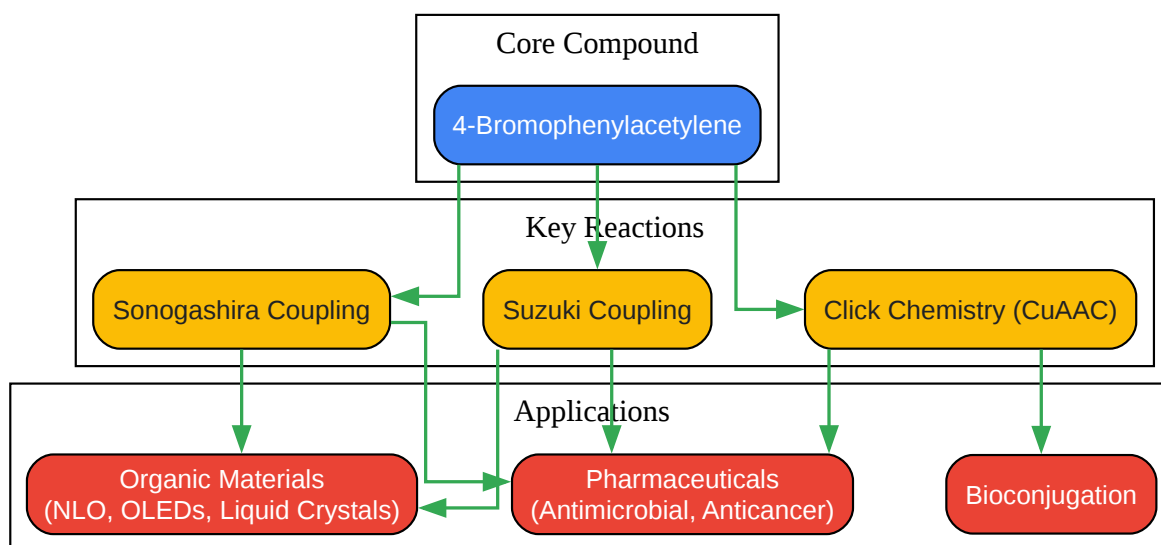 Core Compound
4-Bromophenylacetylene
Key Reactions
Sonogashira Coupling
Suzuki Coupling
Click Chemistry (CuAAC)
Applications
Organic Materials
(NLO, OLEDs, Liquid Crystals)
Pharmaceuticals
(Antimicrobial, Anticancer)
Bioconjugation